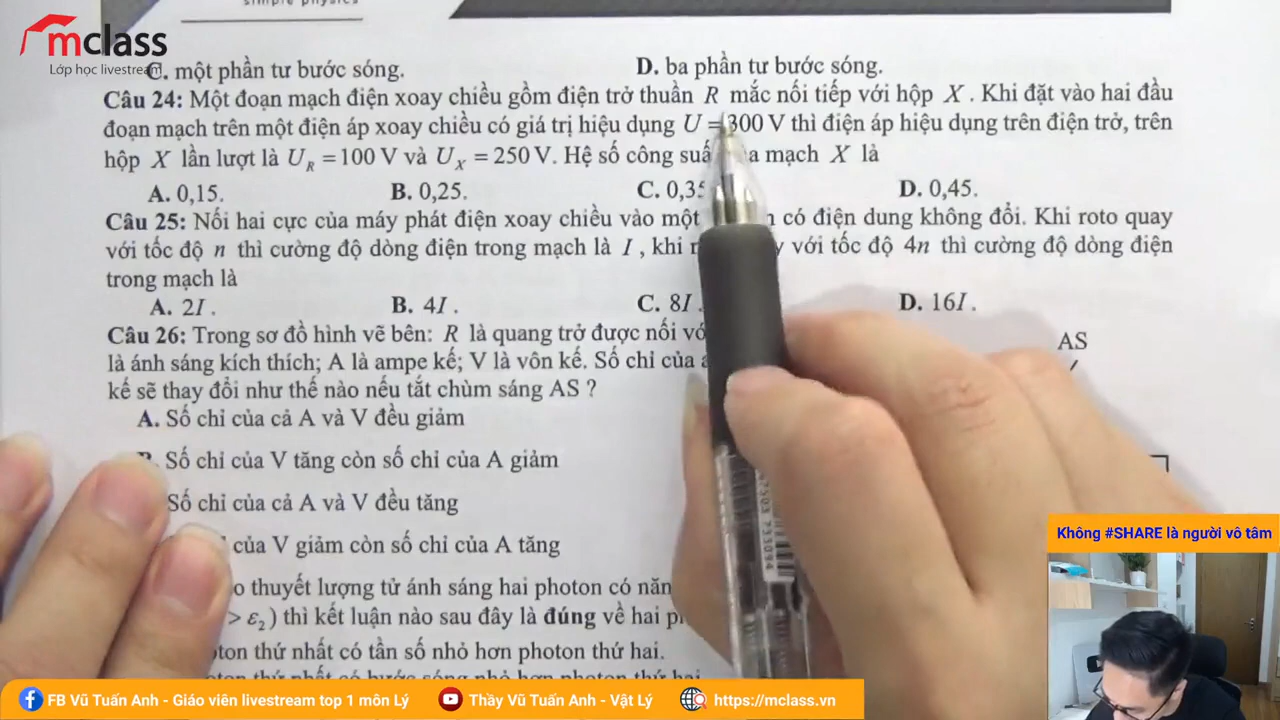 simple physics
mclass
Lớp học livestream
C. một phần tư bước sóng. D. ba phần tư bước sóng.
Câu 24: Một đoạn mạch điện xoay chiều gồm điện trở thuần R mắc nối tiếp với hộp X. Khi đặt vào hai đầu
đoạn mạch trên một điện áp xoay chiều có giá trị hiệu dụng U = 300 V thì điện áp hiệu dụng trên điện trở, trên
hộp X lần lượt là U_R = 100 V và U_X = 250 V. Hệ số công mạch X là
A. 0,15. B. 0,25. C. 0,35 D. 0,45.
Câu 25: Nối hai cực của máy phát điện xoay chiều vào một có điện dung không đổi. Khi roto quay
với tốc độ n thì cường độ dòng điện trong mạch là I, khi với tốc độ 4n thì cường độ dòng điện
trong mạch là
A. 2I. B. 4I. C. 8I D. 16I.
Câu 26: Trong sơ đồ hình vẽ bên: R là quang trở được nối
là ánh sáng kích thích; A là ampe kế; V là vôn kế. Số chỉ của
kế sẽ thay đổi như thế nào nếu tắt chùm sáng AS ?
AS
A. Số chỉ của cả A và V đều giảm
Số chỉ của V tăng còn số chỉ của A giảm
Số chỉ của cả A và V đều tăng
của V giảm còn số chỉ của A tăng
thuyết lượng tử ánh sáng hai photon có
> ε₂) thì kết luận nào sau đây là đúng về hai
thứ nhất có tần số nhỏ hơn photon thứ hai.
Không #SHARE là người vô tâm
FB Vũ Tuấn Anh - Giáo viên livestream top 1 môn Lý
Thầy Vũ Tuấn Anh - Vật Lý
https://mclass.vn